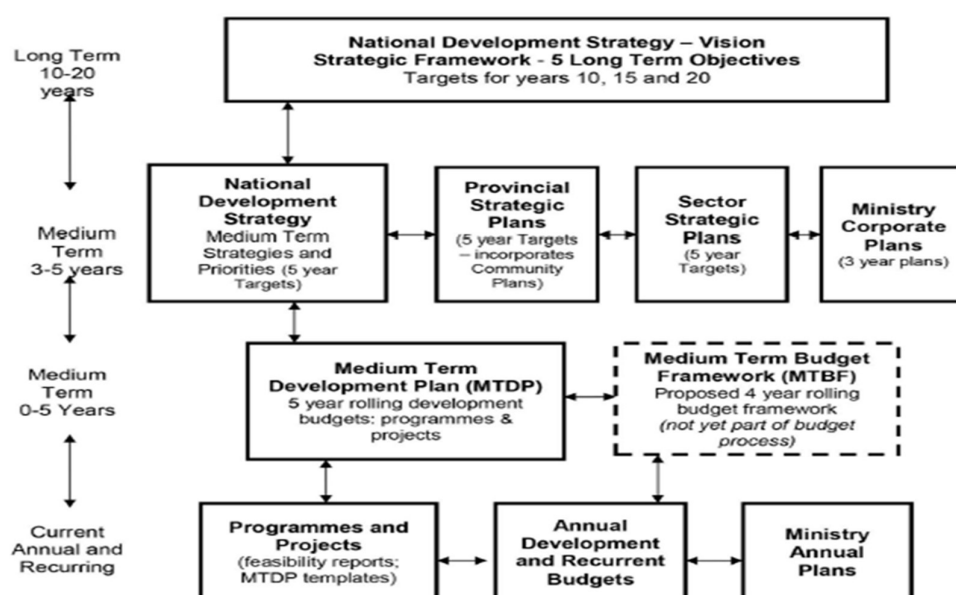 Long Term
10-20
years
National Development Strategy – Vision
Strategic Framework - 5 Long Term Objectives
Targets for years 10, 15 and 20
Medium
Term
3-5 years
National
Development
Strategy
Medium Term
Strategies and
Priorities (5 year
Targets)
Provincial
Strategic
Plans
(5 year Targets
– incorporates
Community
Plans)
Sector
Strategic
Plans
(5 year
Targets)
Ministry
Corporate
Plans
(3 year plans)
Medium
Term
0-5 Years
Medium Term
Development Plan (MTDP)
5 year rolling development
budgets: programmes &
projects
Medium Term Budget
Framework (MTBF)
Proposed 4 year rolling
budget framework
(not yet part of budget
process)
Current
Annual and
Recurring
Programmes and
Projects
(feasibility reports;
MTDP templates)
Annual
Development
and Recurrent
Budgets
Ministry
Annual
Plans